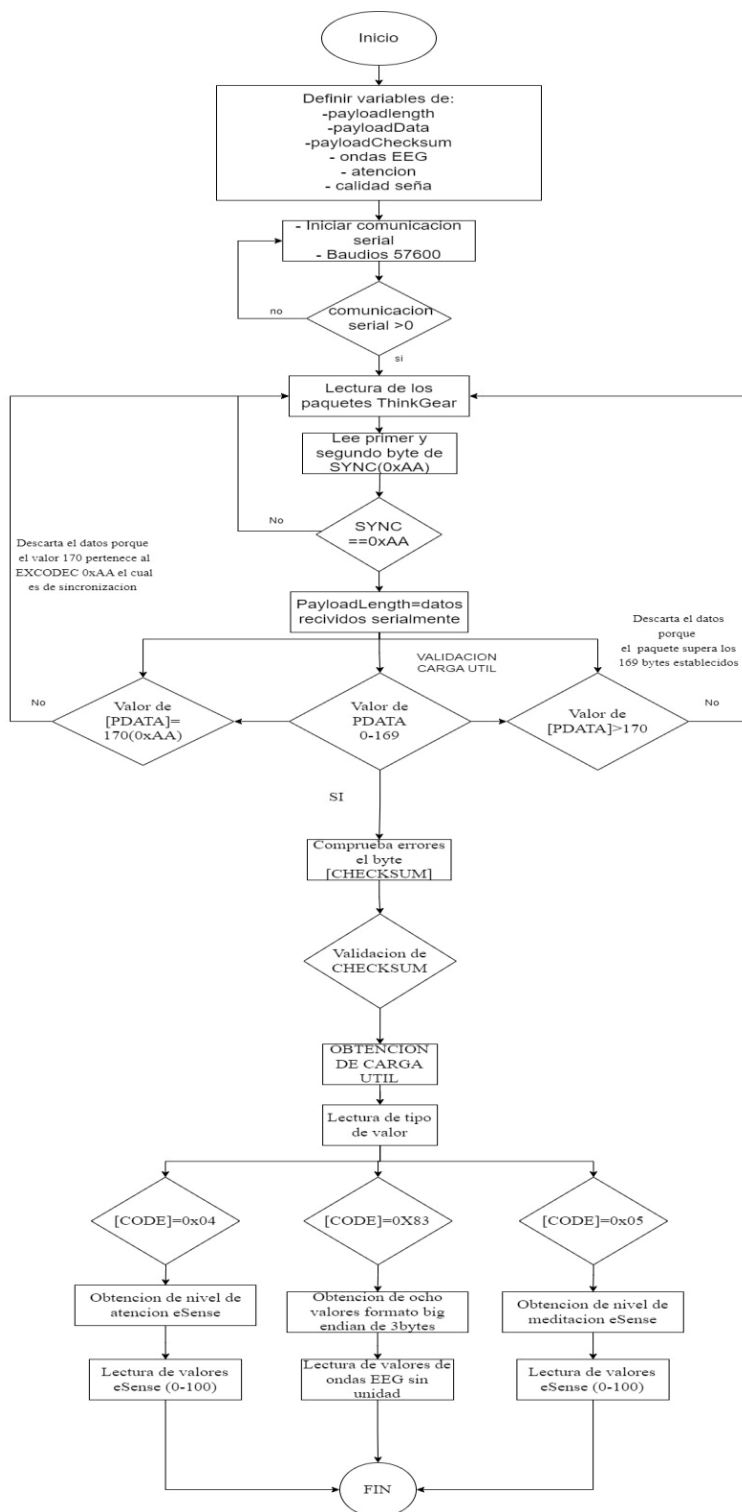 Inicio
Definir variables de:
-payloadlength
-payloadData
-payloadChecksum
- ondas EEG
- atencion
- calidad seña
- Iniciar comunicacion
serial
- Baudios 57600
no
comunicacion
serial >0
si
Lectura de los
paquetes ThinkGear
Lee primer y
segundo byte de
SYNC(0xAA)
No
SYNC
==0xAA
Descarta el datos porque
el valor 170 pertenece al
EXCODEC 0xAA el cual
es de sincronizacion
PayloadLength=datos
recividos serialmente
Descarta el datos
porque
el paquete supera los
169 bytes establecidos
VALIDACION
CARGA UTIL
No
Valor de
[PDATA]=
170(0xAA)
Valor de
PDATA
0-169
Valor de
[PDATA]>170
No
SI
Comprueba errores
el byte
[CHECKSUM]
Validacion de
CHECKSUM
OBTENCION
DE CARGA
UTIL
Lectura de tipo
de valor
[CODE]=0x04
[CODE]=0X83
[CODE]=0x05
Obtencion de nivel de
atencion eSense
Obtencion de ocho
valores formato big
endian de 3bytes
Obtencion de nivel de
meditacion eSense
Lectura de valores
eSense (0-100)
Lectura de valores de
ondas EEG sin
unidad
Lectura de valores
eSense (0-100)
FIN